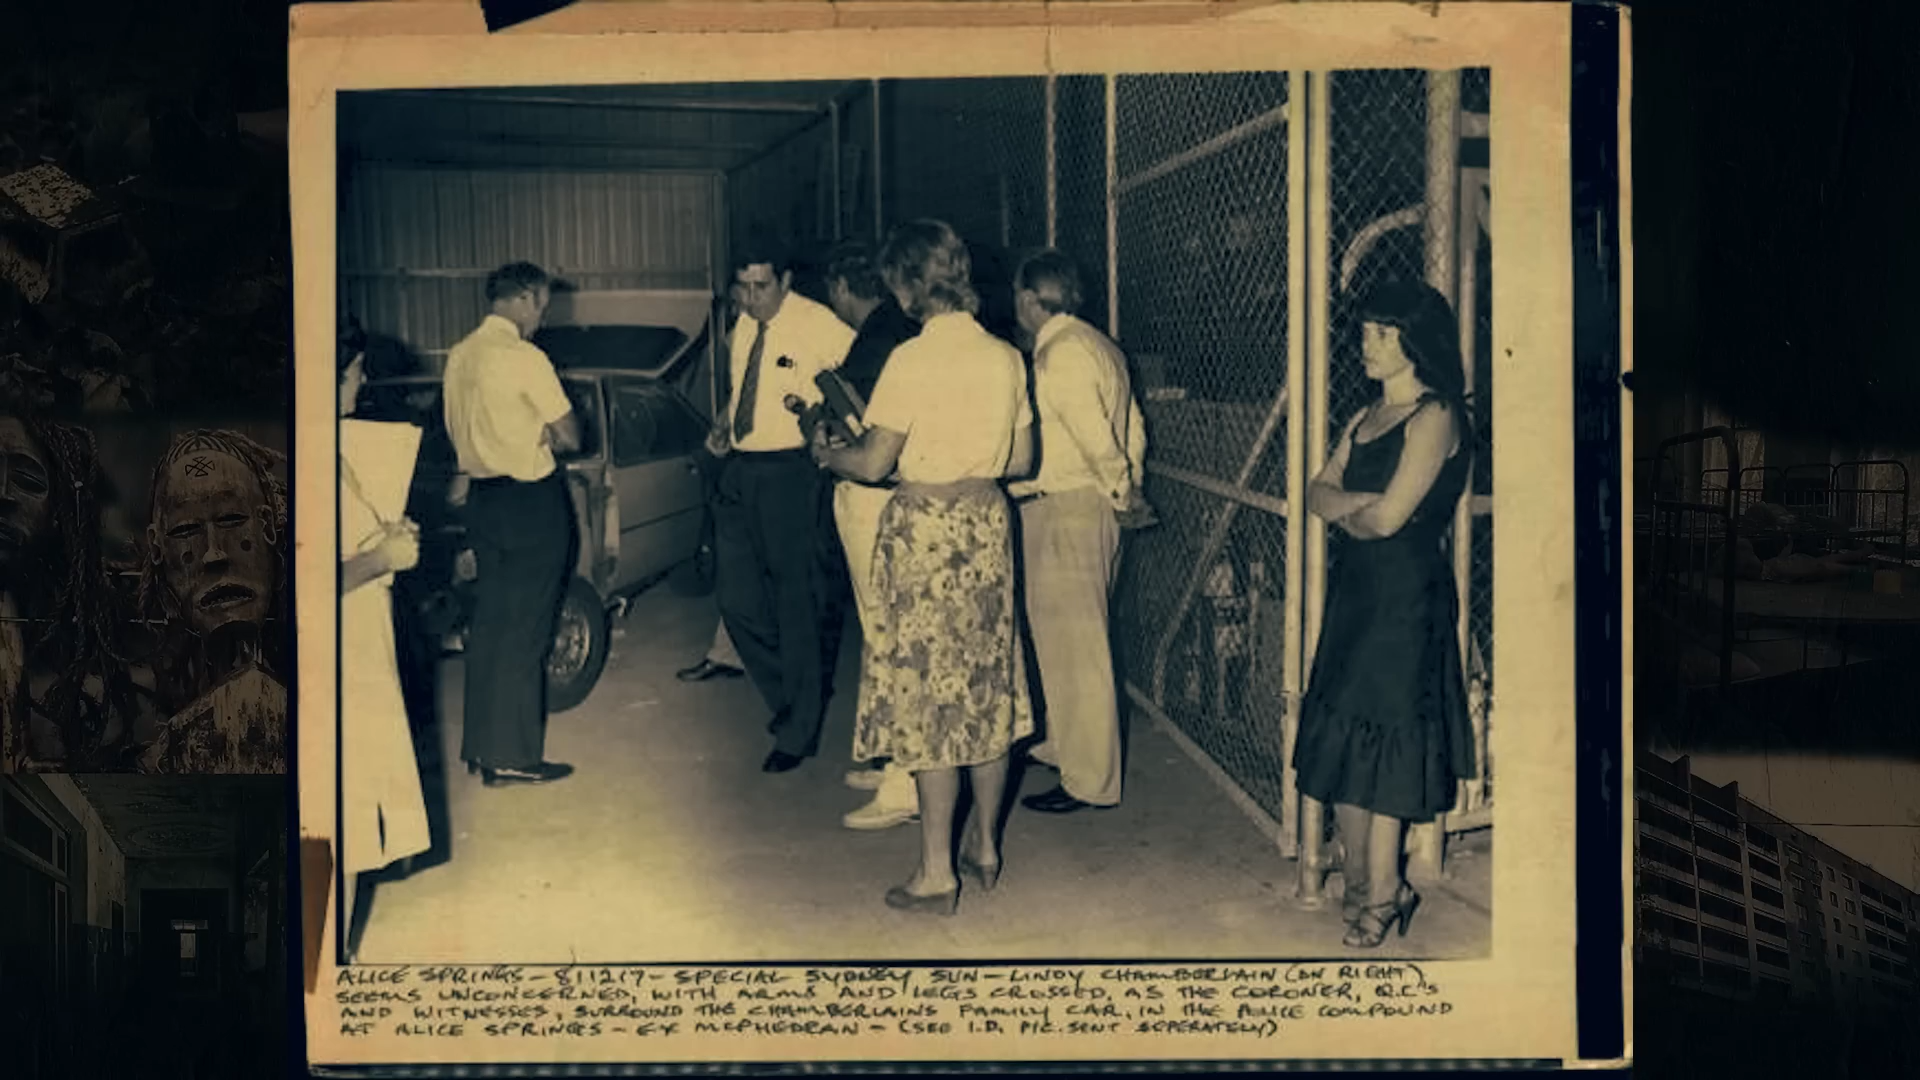 ALICE SPRINGS - 811217 - SPECIAL SYDNEY SUN - LINDY CHAMBERLAIN (ON RIGHT)
SEEMS UNCONCERNED, WITH ARMS AND LEGS CROSSED, AS THE CORONER, Q.C'S
AND WITNESSES, SURROUND THE CHAMBERLAINS FAMILY CAR, IN THE POLICE COMPOUND
AT ALICE SPRINGS - EX MCPHEDRAN - (SEE I.D. PIC. SENT SEPERATELY)